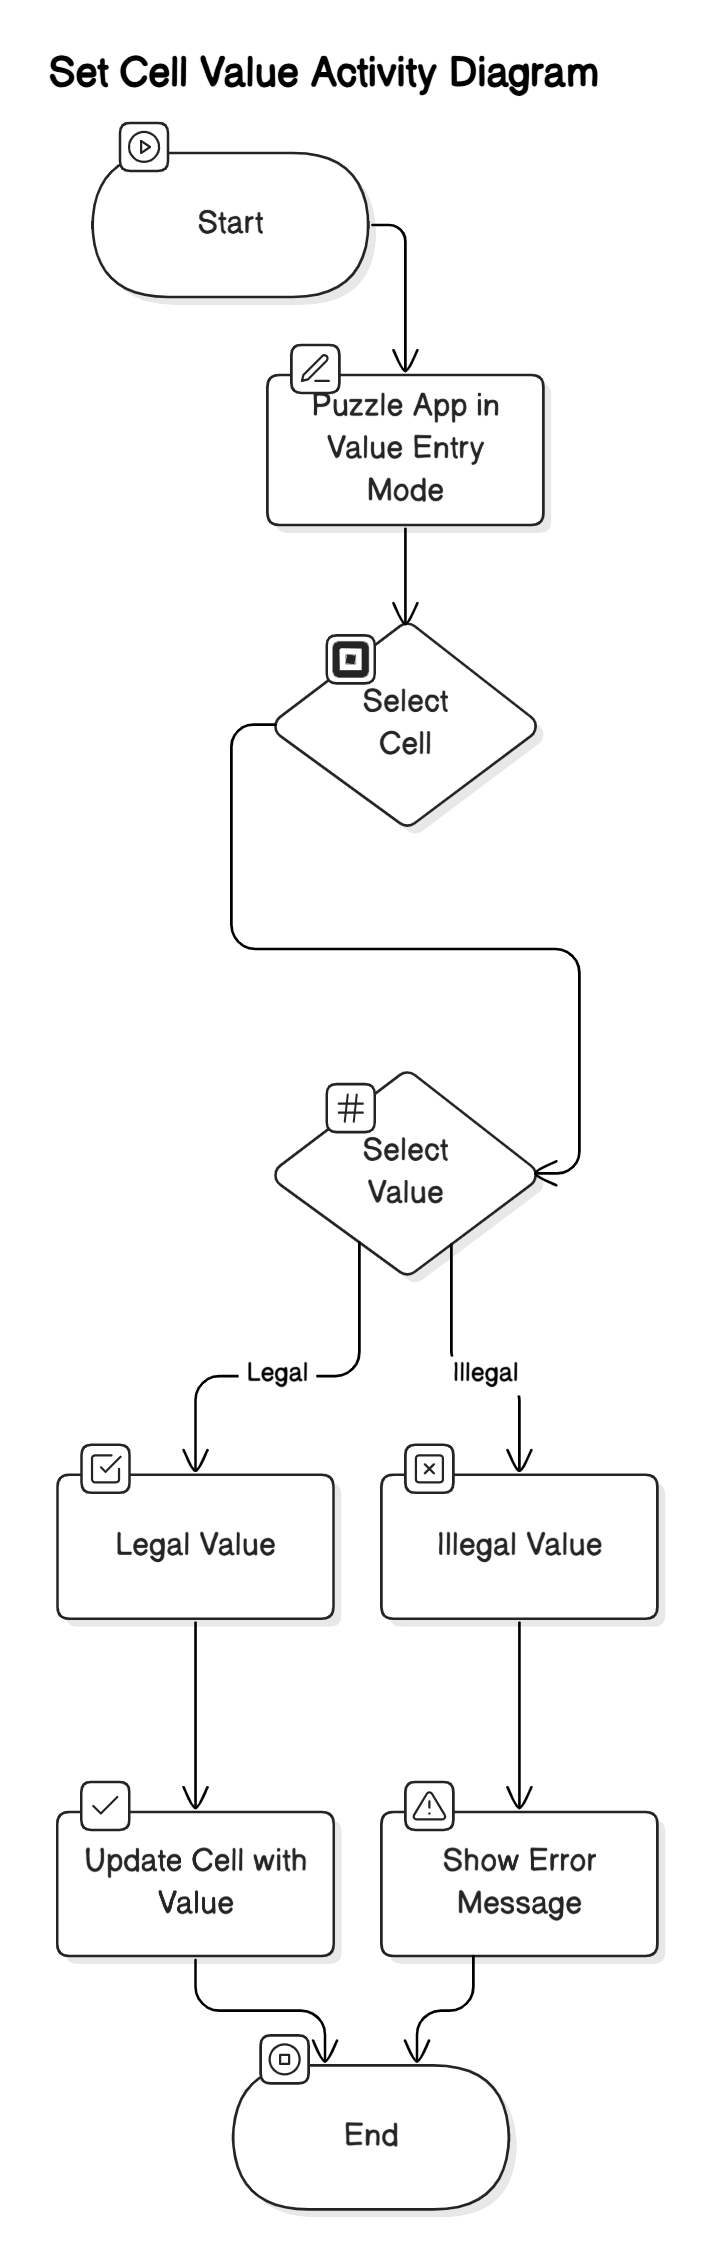 Set Cell Value Activity Diagram
Start
Puzzle App in
Value Entry
Mode
Select
Cell
Select
Value
Legal
Illegal
Legal Value
Illegal Value
Update Cell with
Value
Show Error
Message
End